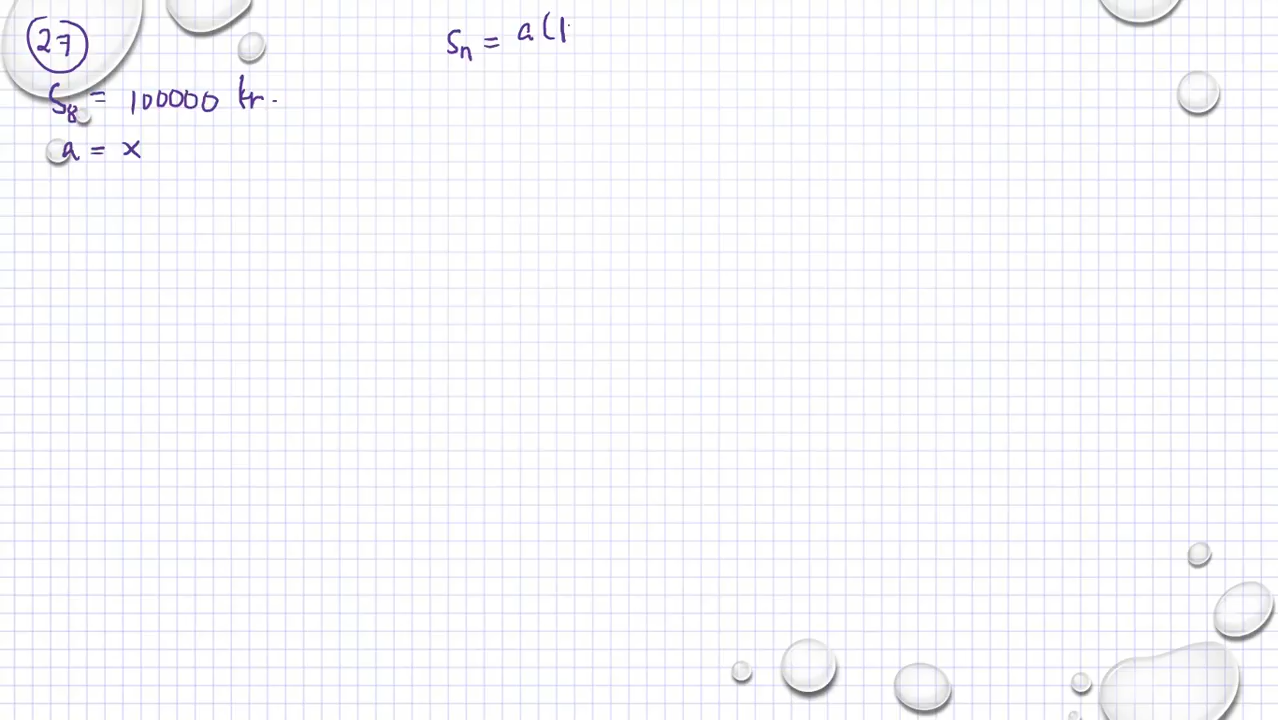 27
Sₙ = a(1
S₈ = 100000 kr.
a = x